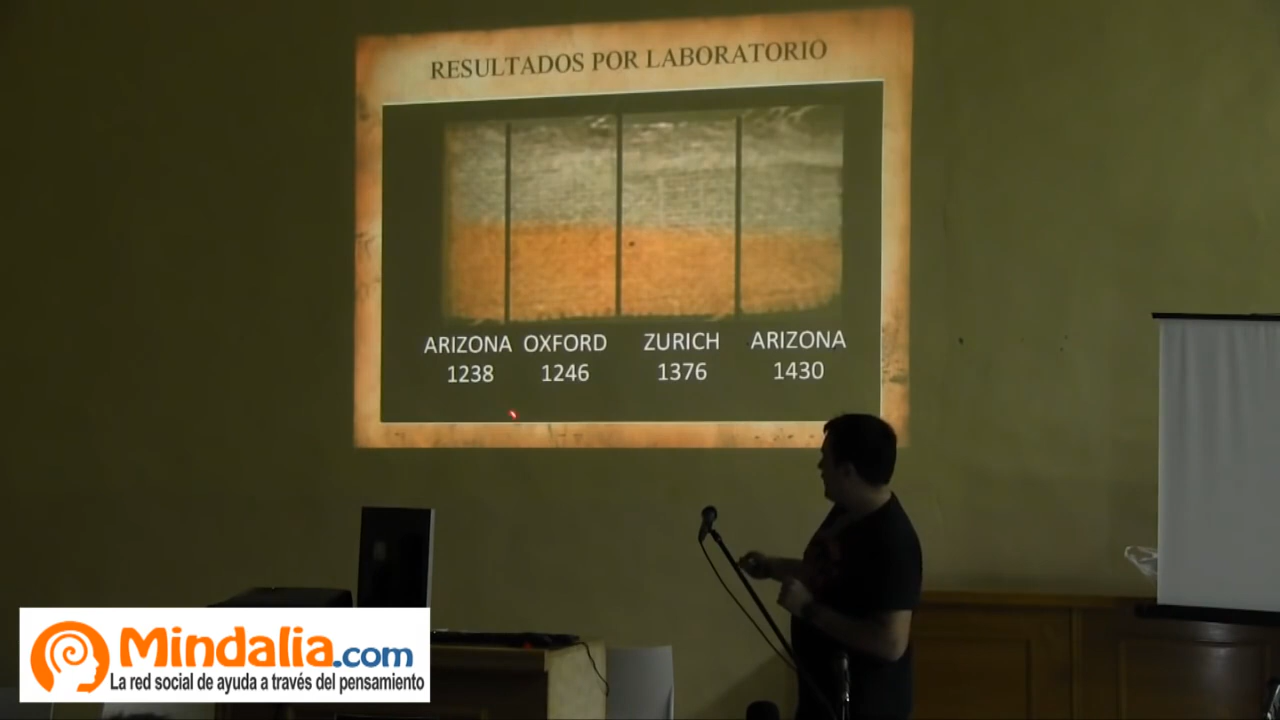 RESULTADOS POR LABORATORIO
ARIZONA OXFORD ZURICH ARIZONA
1238 1246 1376 1430
Mindalia.com
La red social de ayuda a través del pensamiento